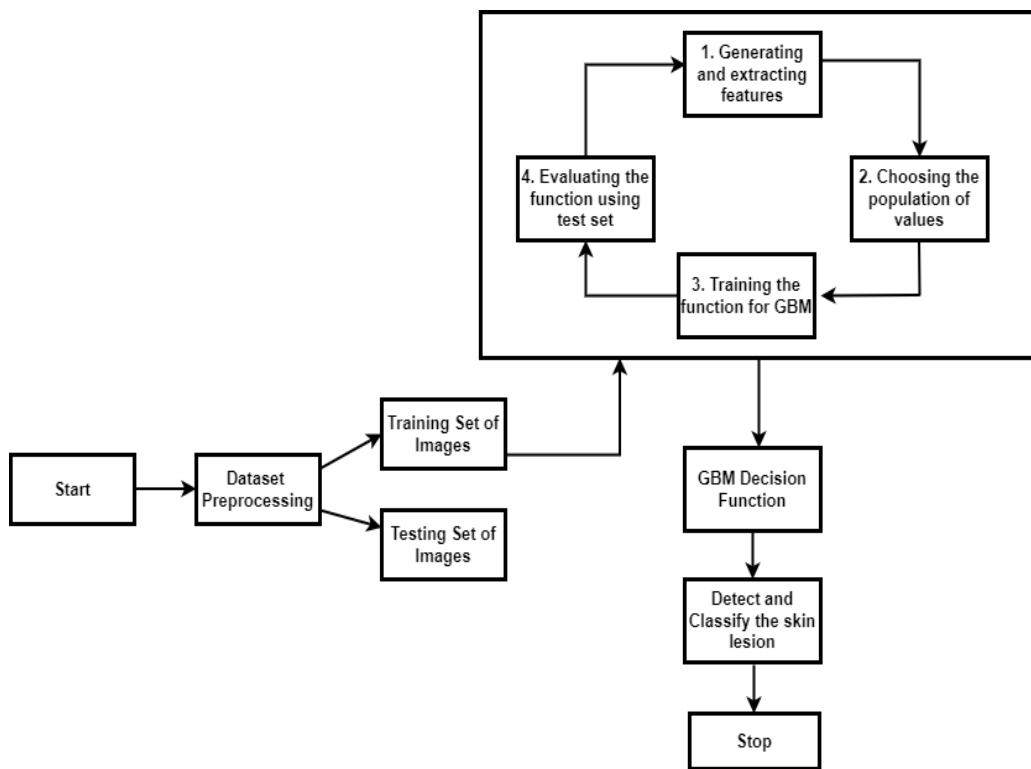 1. Generating
and extracting
features
4. Evaluating the
function using
test set
2. Choosing the
population of
values
3. Training the
function for GBM
Training Set of
Images
Start
Dataset
Preprocessing
Testing Set of
Images
GBM Decision
Function
Detect and
Classify the skin
lesion
Stop